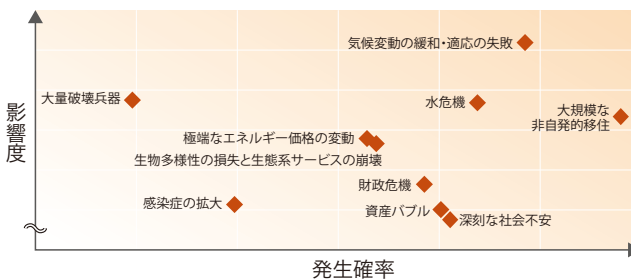 気候変動の緩和・適応の失敗
大量破壊兵器
水危機
大規模な
非自発的移住
影響度
極端なエネルギー価格の変動
生物多様性の損失と生態系サービスの崩壊
財政危機
感染症の拡大
資産バブル
深刻な社会不安
発生確率